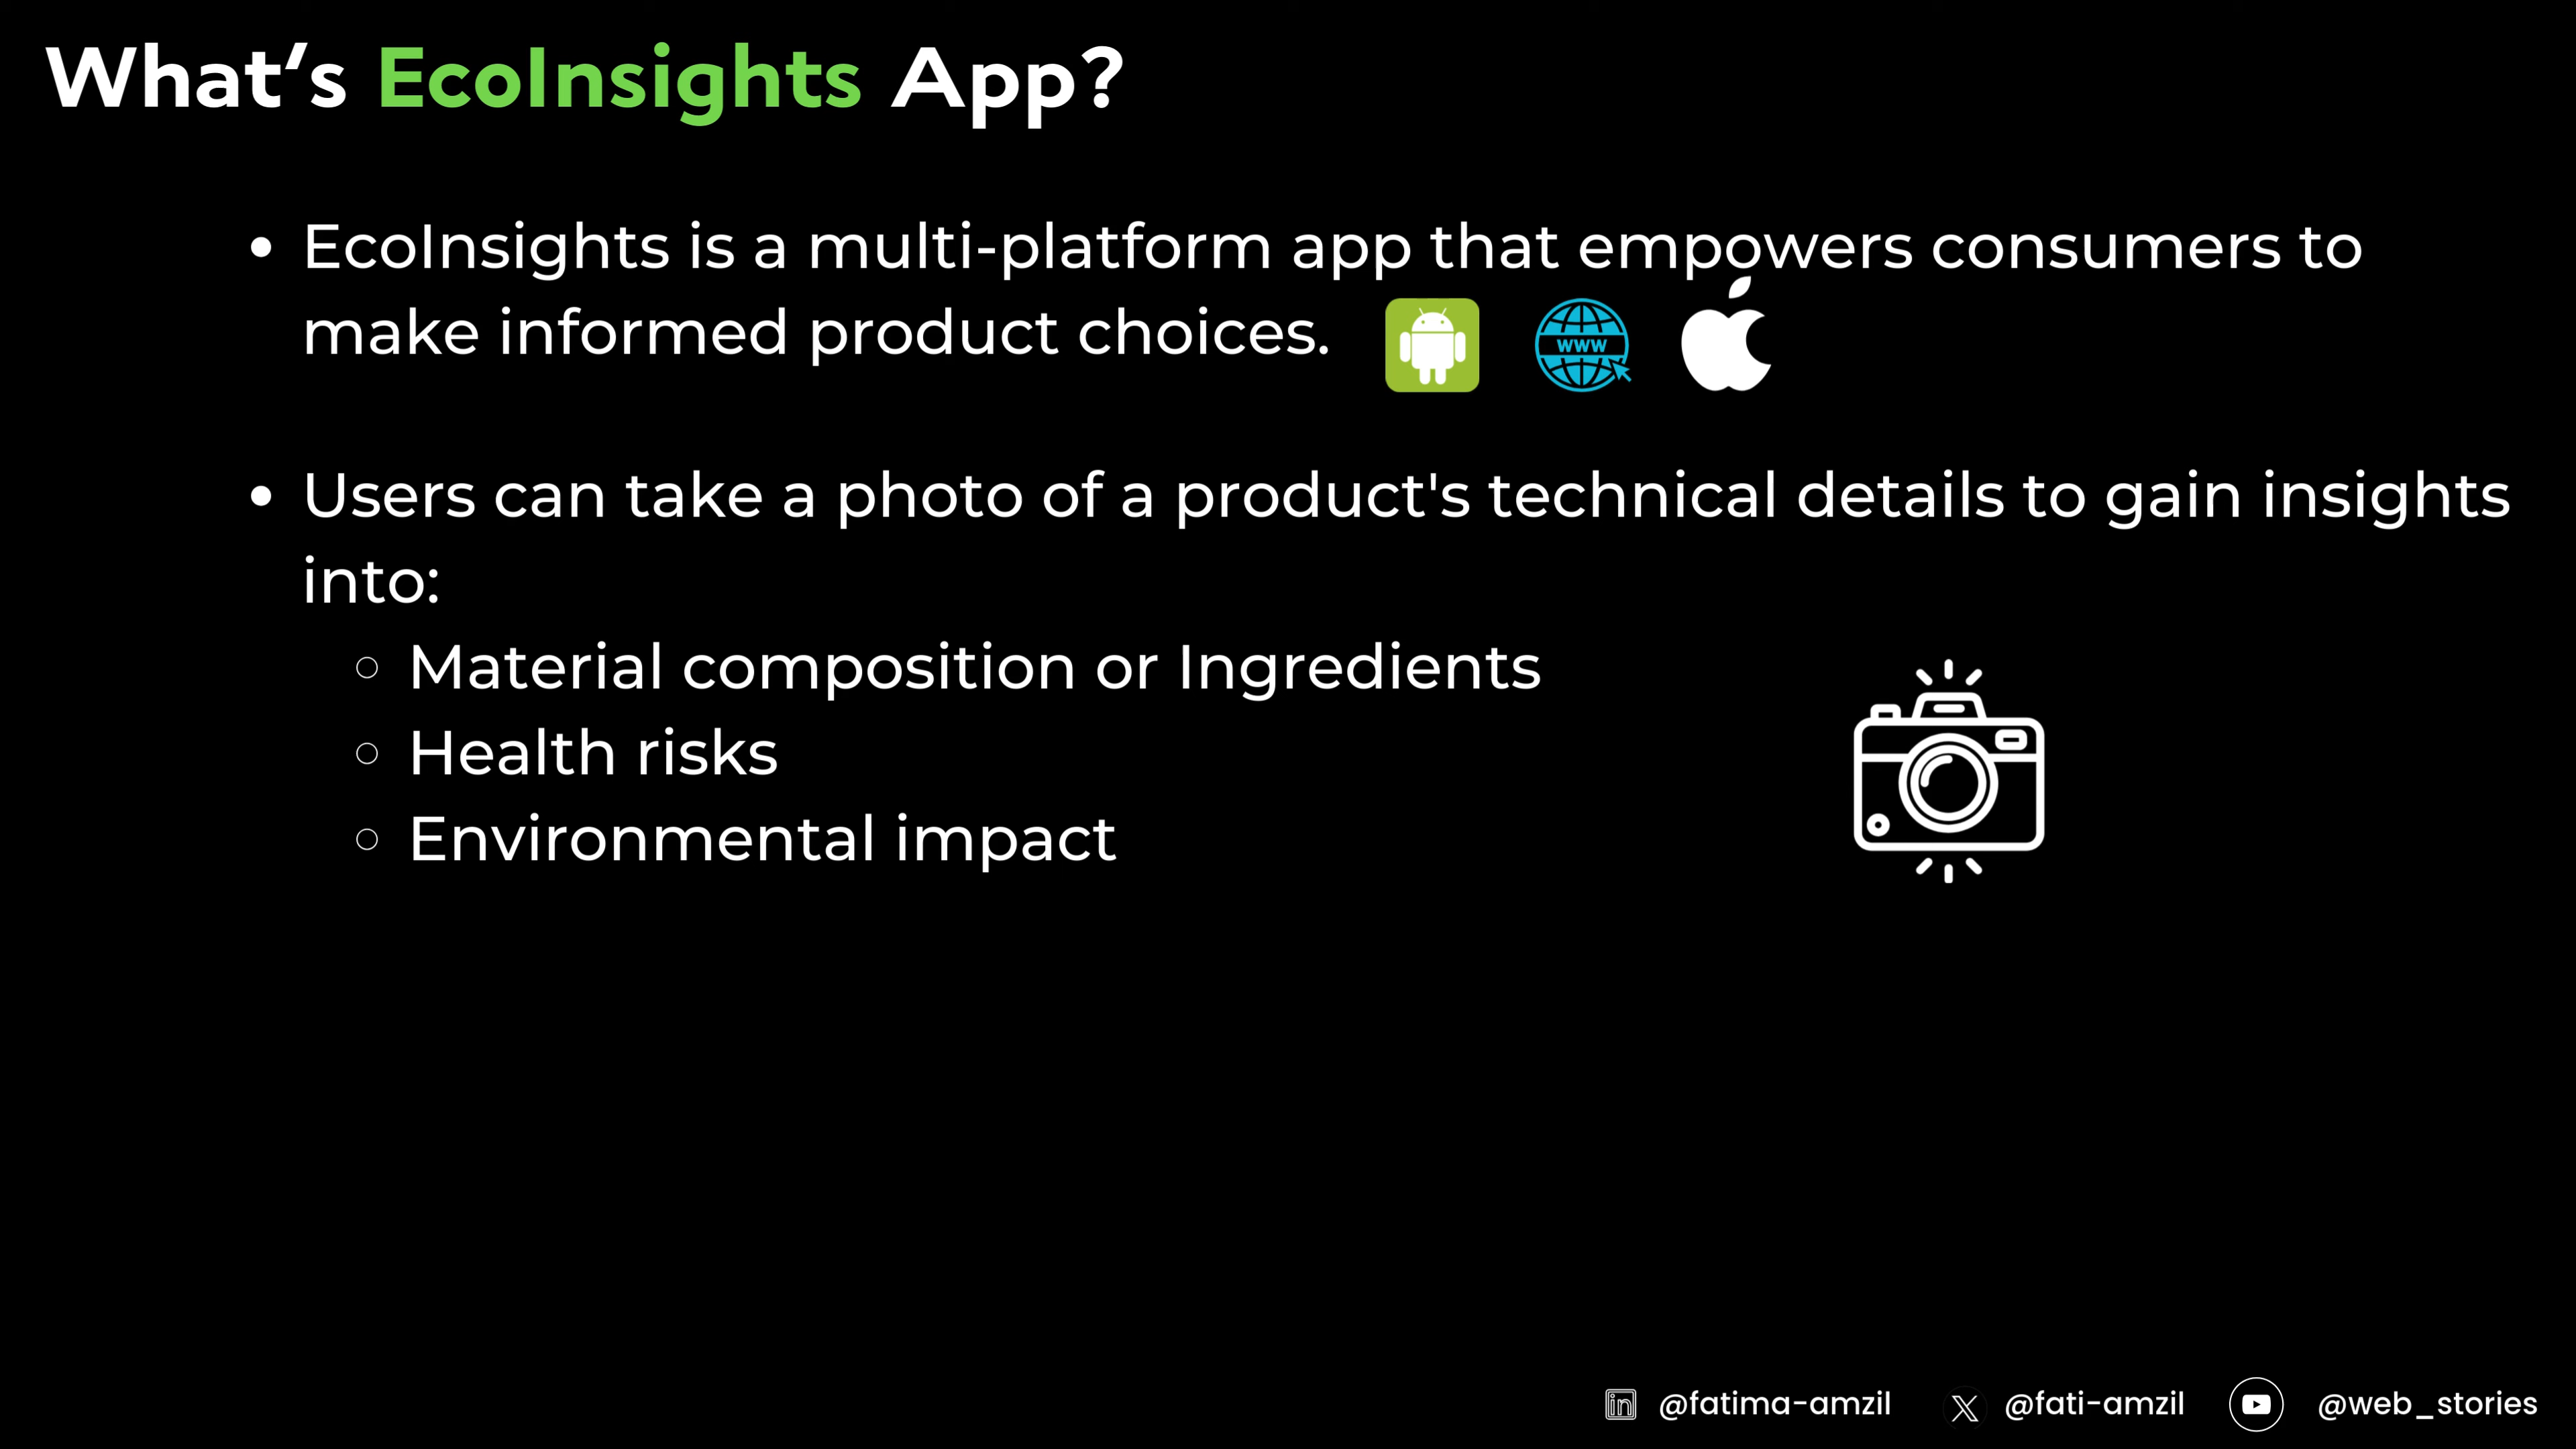 What‘s EcoInsights App?
• EcoInsights is a multi-platform app that empowers consumers to
make informed product choices.
www
• Users can take a photo of a product's technical details to gain insights
into:
○ Material composition or Ingredients
○ Health risks
○ Environmental impact
in @fatima-amzil X @fati-amzil @web_stories